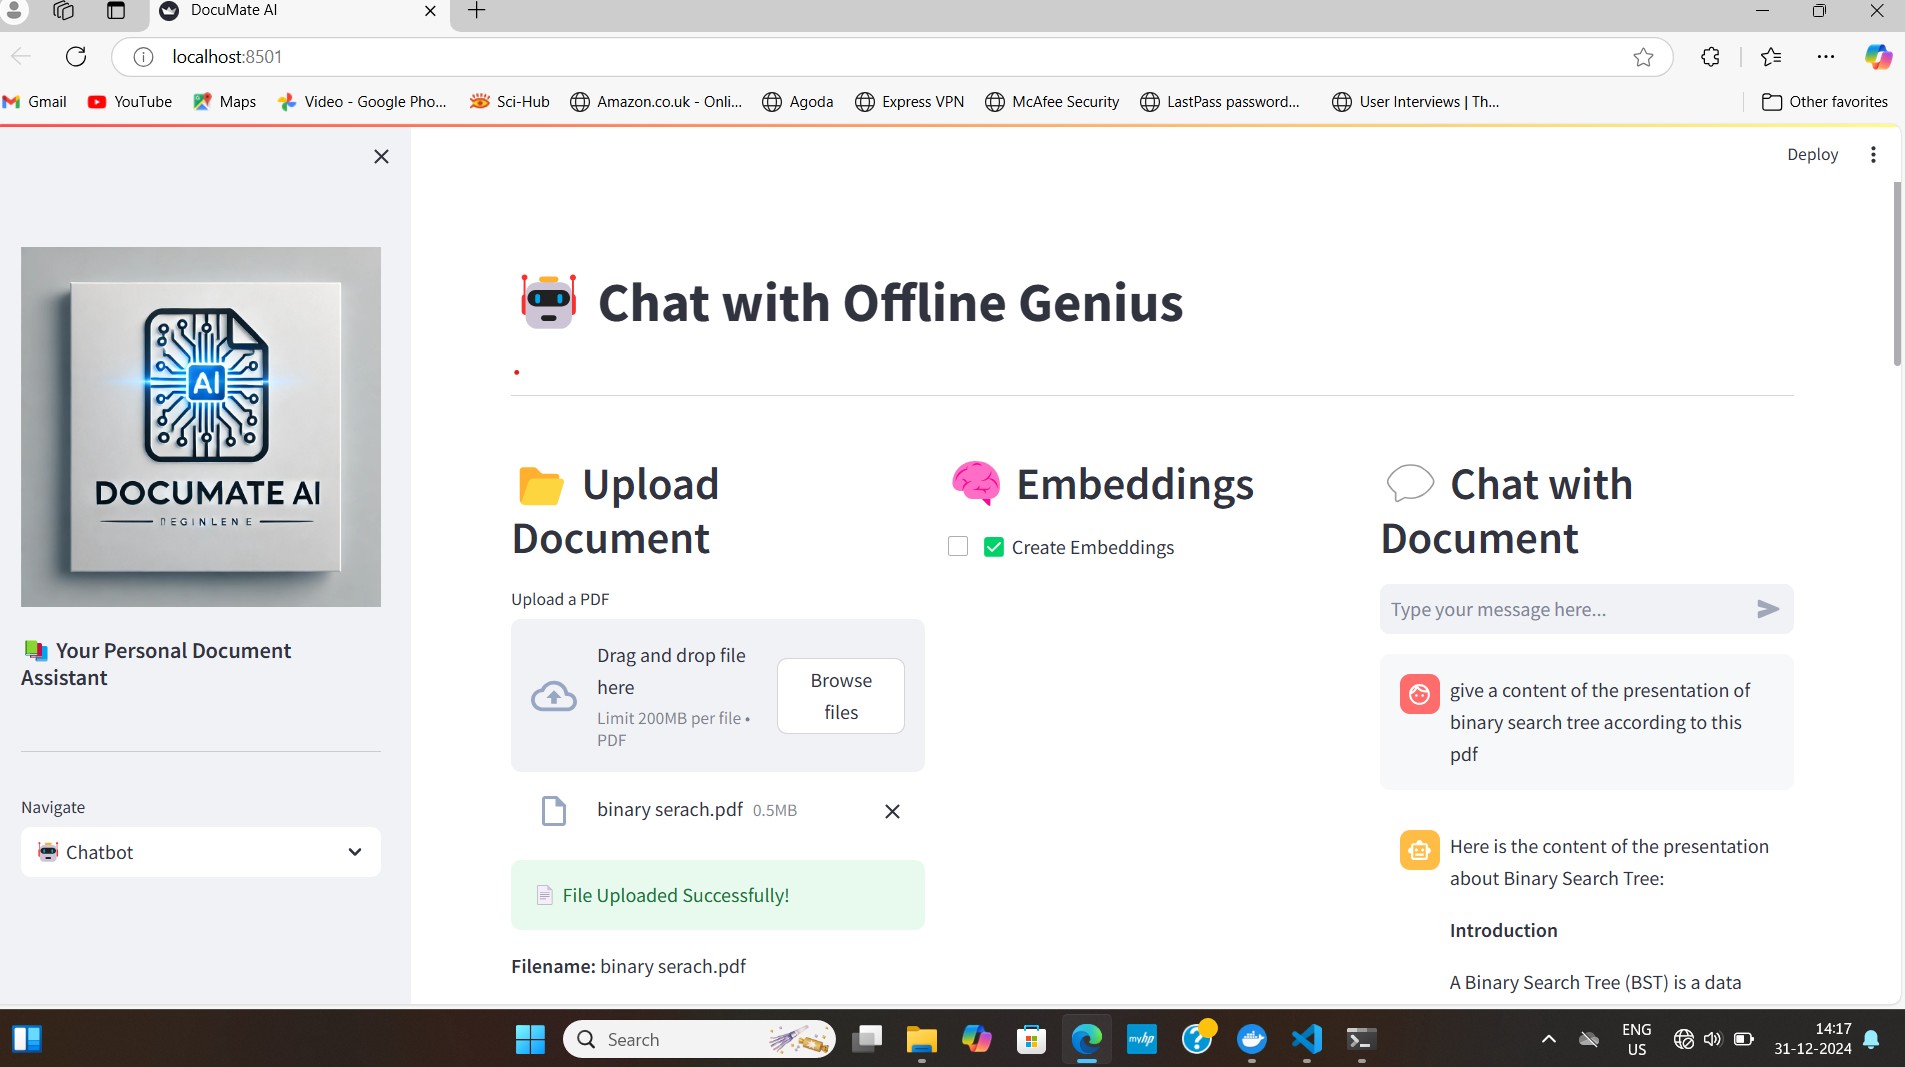 DocuMate AI
localhost:8501
Gmail
YouTube
Maps
Video - Google Pho...
Sci-Hub
Amazon.co.uk - Onli...
Agoda
Express VPN
McAfee Security
LastPass password...
User Interviews | Th...
Other favorites
Deploy
AI
DOCUMATE AI
Your Personal Document
Assistant
Navigate
Chatbot
Chat with Offline Genius
Upload
Document
Upload a PDF
Drag and drop file
here
Limit 200MB per file •
PDF
Browse
files
binary serach.pdf 0.5MB
File Uploaded Successfully!
Filename: binary serach.pdf
Embeddings
Create Embeddings
Chat with
Document
Type your message here...
give a content of the presentation of
binary search tree according to this
pdf
Here is the content of the presentation
about Binary Search Tree:
Introduction
A Binary Search Tree (BST) is a data
Search
myhp
ENG
US
14:17
31-12-2024